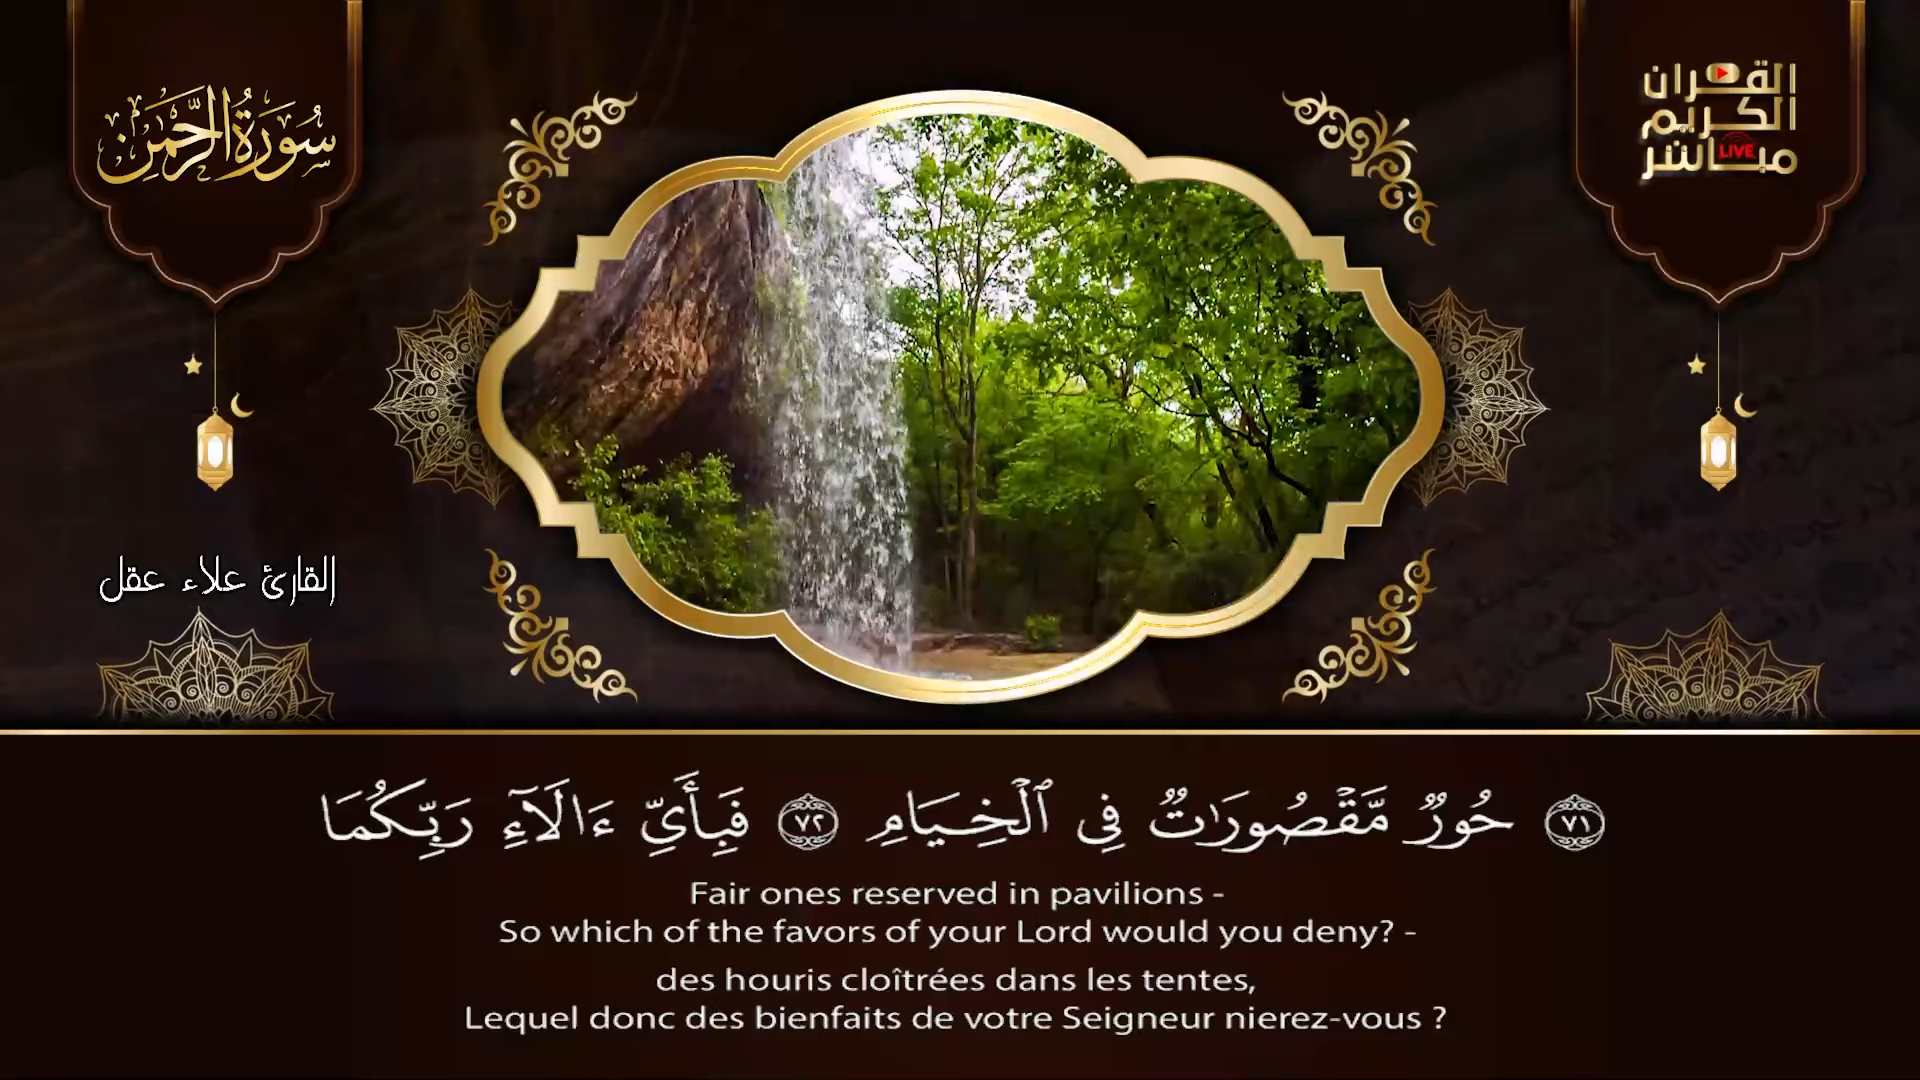 سُورَةُ الرَّحْمَٰن
القرآن
الكريم
مباشر
LIVE
القارئ علاء عقل
٧١ حُورٌ مَّقْصُورَٰتٌ فِى ٱلْخِيَامِ ٧٢ فَبِأَىِّ ءَالَآءِ رَبِّكُمَا
Fair ones reserved in pavilions -
So which of the favors of your Lord would you deny? -
des houris cloîtrées dans les tentes,
Lequel donc des bienfaits de votre Seigneur nierez-vous ?